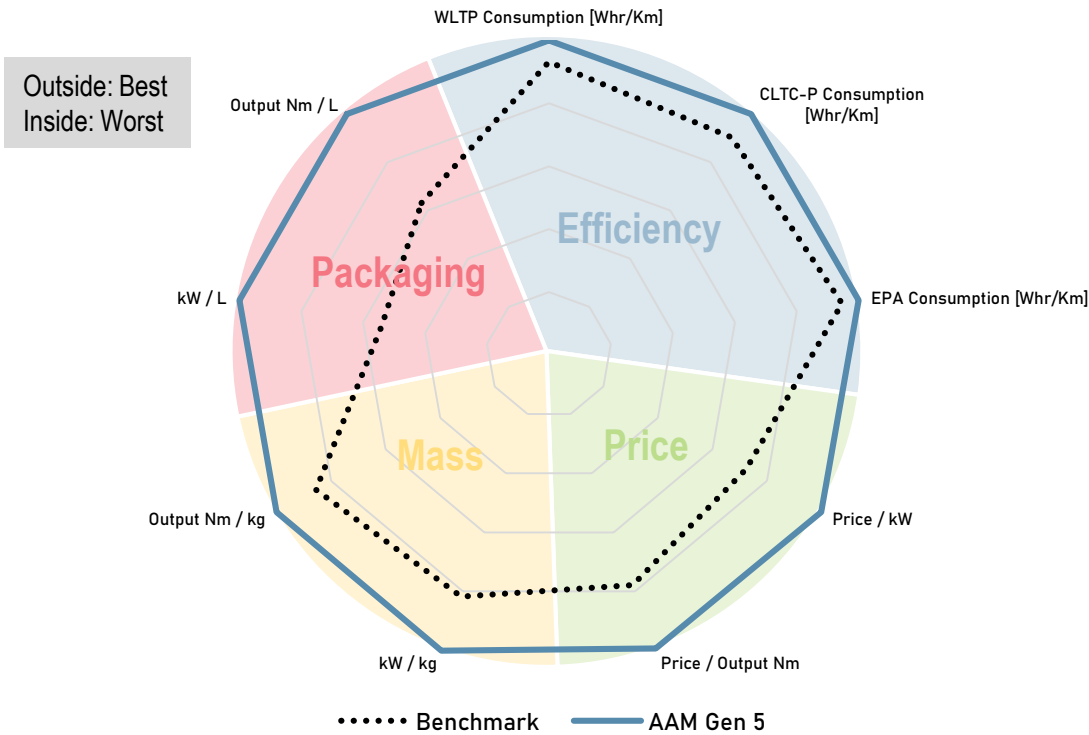 WLTP Consumption [Whr/Km]
Outside: Best
Inside: Worst
Output Nm / L
CLTC-P Consumption
[Whr/Km]
Efficiency
Packaging
kW / L
EPA Consumption [Whr/Km]
Mass
Price
Output Nm / kg
Price / kW
kW / kg
Price / Output Nm
Benchmark
AAM Gen 5